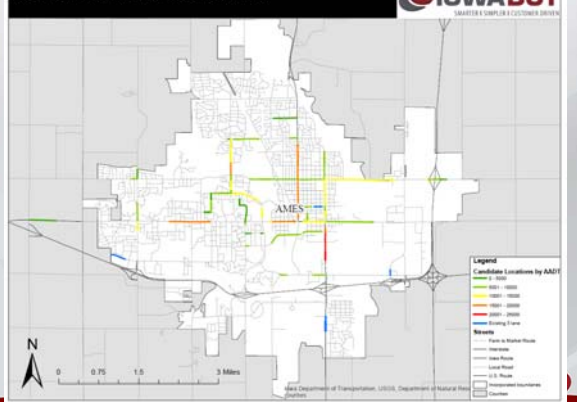 IOWADOT
SMARTER & SIMPLER & CUSTOMER DRIVEN
AMES
Legend
Candidate Locations by AADT
0 - 5000
5001 - 10000
10001 - 15000
15001 - 20000
20001 - 25000
Existing 3 lane
Streets
Farm to Market Route
Interstate
Iowa Route
Local Road
U.S. Route
Incorporated boundaries
Counties
N
0 0.75 1.5 3 Miles
Iowa Department of Transportation, USGS, Department of Natural Res
Counties